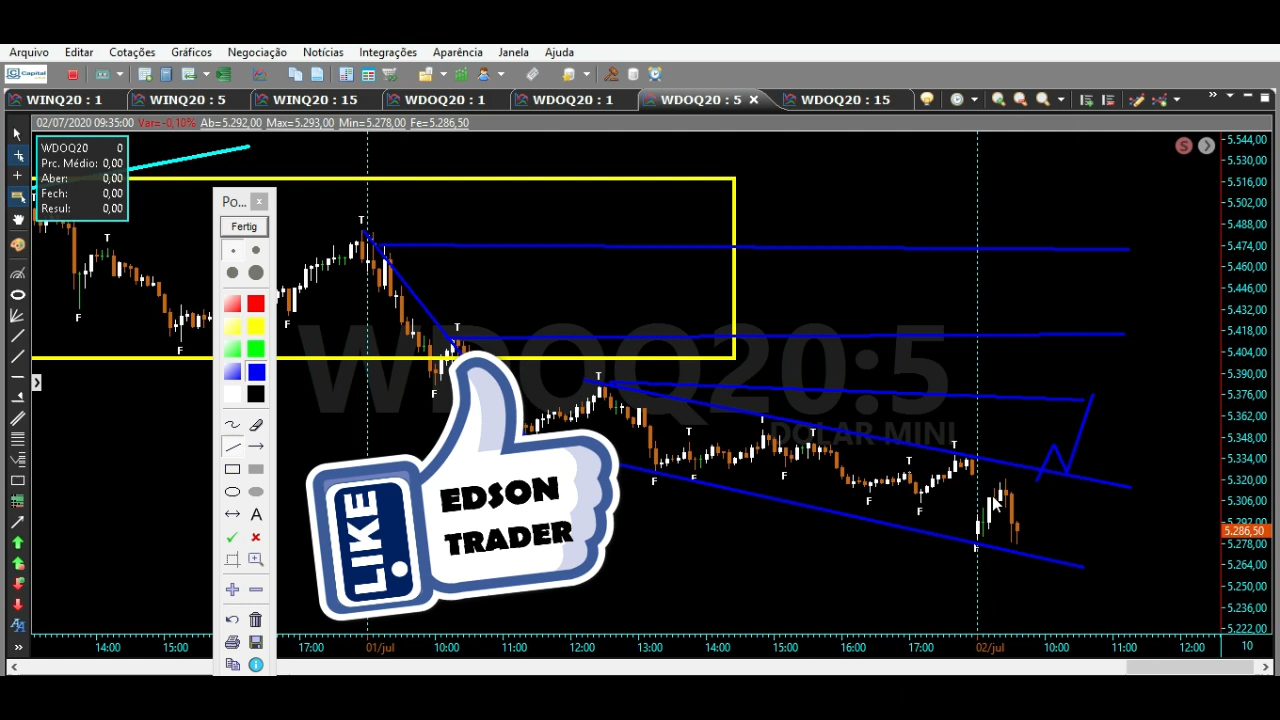 Arquivo Editar Cotações Gráficos Negociação Notícias Integrações Aparência Janela Ajuda
Capital
WINQ20 : 1 WINQ20 : 5 WINQ20 : 15 WDOQ20 : 1 WDOQ20 : 1 WDOQ20 : 5 WDOQ20 : 15
02/07/2020 09:35:00 Var=-0,10% Ab=5.292,00 Max=5.293,00 Min=5.278,00 Fe=5.286,50
WDOQ20 0
Prc. Médio: 0,00
Aber: 0,00
Fech: 0,00
Resul: 0,00
Po...
Fertig
A
T
T
T
T
T
T
T
T
T
F
F
F
F
F
F
F
F
F
F
WDOQ20:5
DOLAR MINI
LIKE
EDSON
TRADER
S
5.544,00
5.530,00
5.516,00
5.502,00
5.488,00
5.474,00
5.460,00
5.446,00
5.432,00
5.418,00
5.404,00
5.390,00
5.376,00
5.362,00
5.348,00
5.334,00
5.320,00
5.306,00
5.292,00
5.286,50
5.278,00
5.264,00
5.250,00
5.236,00
5.222,00
14:00 15:00 17:00 01/jul 10:00 11:00 12:00 13:00 14:00 15:00 16:00 17:00 02/jul 10:00 11:00 12:00 10